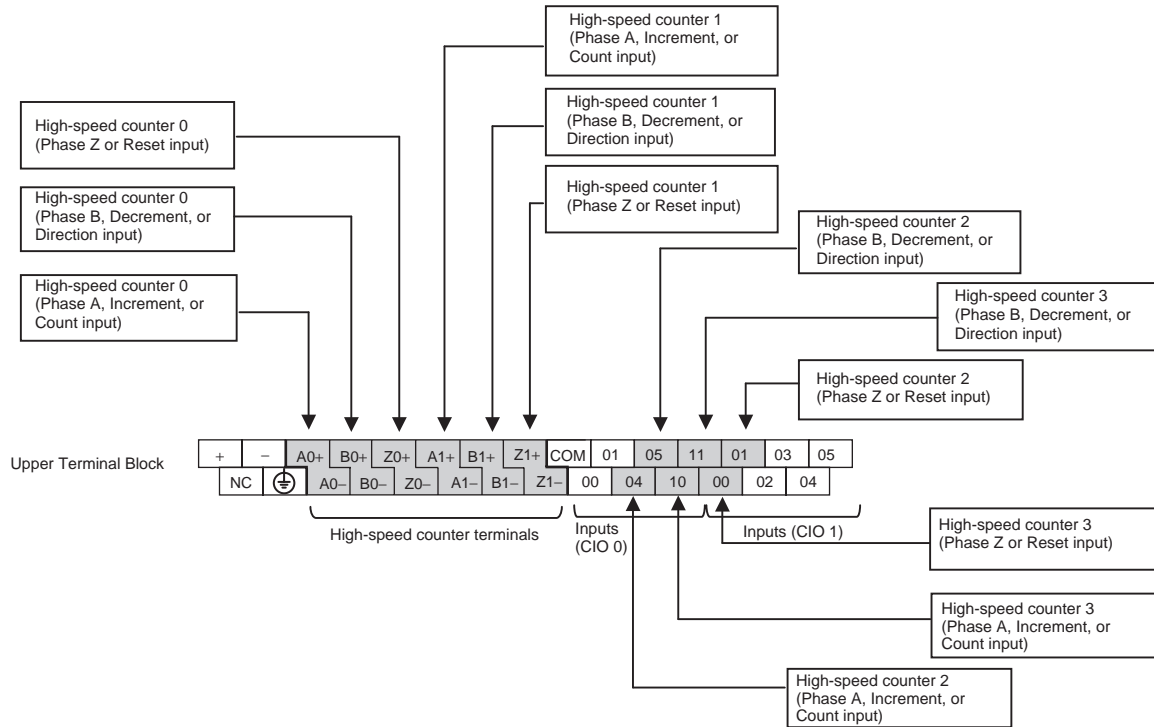 High-speed counter 1
(Phase A, Increment, or
Count input)
High-speed counter 0
(Phase Z or Reset input)
High-speed counter 1
(Phase B, Decrement, or
Direction input)
High-speed counter 0
(Phase B, Decrement, or
Direction input)
High-speed counter 1
(Phase Z or Reset input)
High-speed counter 2
(Phase B, Decrement, or
Direction input)
High-speed counter 0
(Phase A, Increment, or
Count input)
High-speed counter 3
(Phase B, Decrement, or
Direction input)
High-speed counter 2
(Phase Z or Reset input)
Upper Terminal Block
+ − A0+ B0+ Z0+ A1+ B1+ Z1+ COM 01 05 11 01 03 05
NC A0− B0− Z0− A1− B1− Z1− 00 04 10 00 02 04
High-speed counter terminals
Inputs
(CIO 0)
Inputs (CIO 1)
High-speed counter 3
(Phase Z or Reset input)
High-speed counter 3
(Phase A, Increment, or
Count input)
High-speed counter 2
(Phase A, Increment, or
Count input)